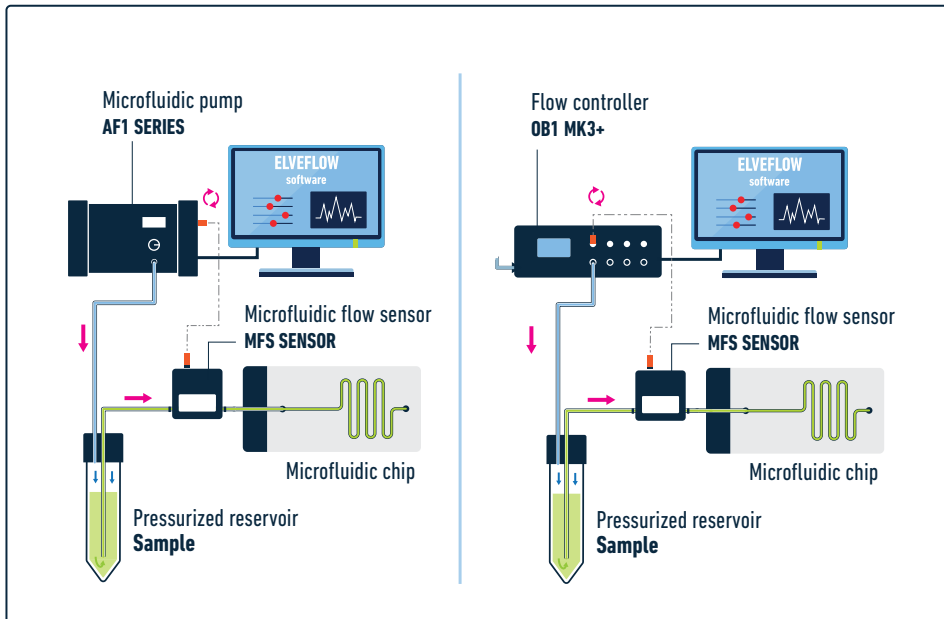 Microfluidic pump
AF1 SERIES
ELVEFLOW
software
Microfluidic flow sensor
MFS SENSOR
Microfluidic chip
Pressurized reservoir
Sample
Flow controller
OB1 MK3+
ELVEFLOW
software
Microfluidic flow sensor
MFS SENSOR
Microfluidic chip
Pressurized reservoir
Sample